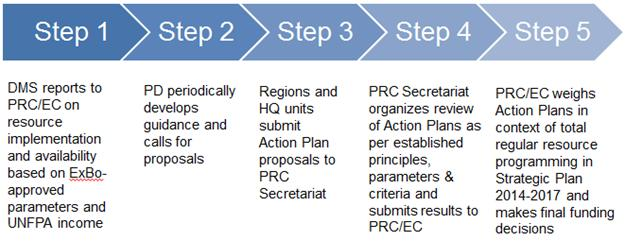 Step 1
Step 2
Step 3
Step 4
Step 5
DMS reports to
PRC/EC on
resource
implementation
and availability
based on ExBo-
approved
parameters and
UNFPA income
PD periodically
develops
guidance and
calls for
proposals
Regions and
HQ units
submit
Action Plan
proposals to
PRC
Secretariat
PRC Secretariat
organizes review
of Action Plans as
per established
principles,
parameters &
criteria and
submits results to
PRC/EC
PRC/EC weighs
Action Plans in
context of total
regular resource
programming in
Strategic Plan
2014-2017 and
makes final funding
decisions